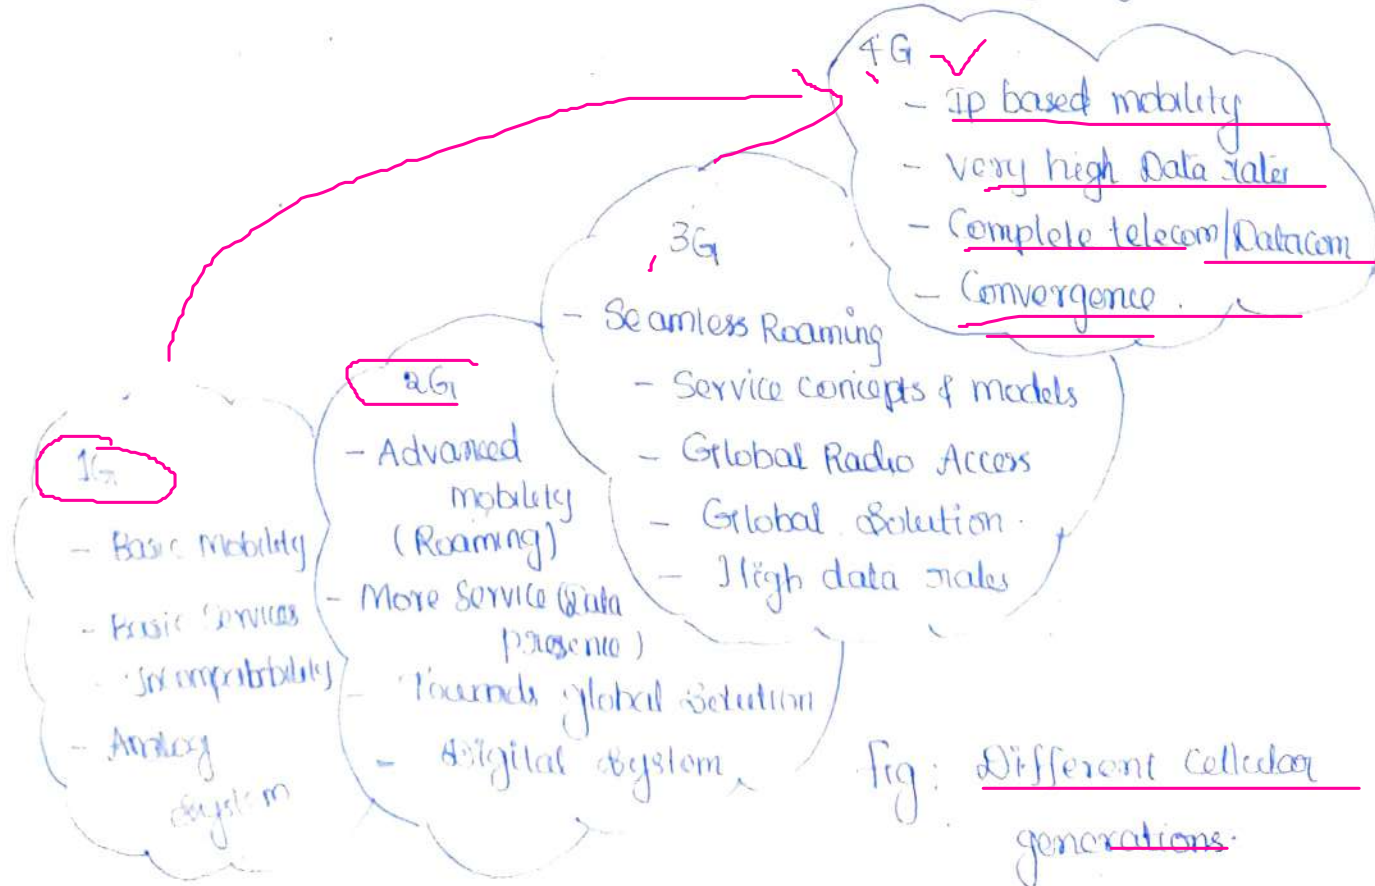 4G
- Ip based mobility
- Very high Data rates
- Complete telecom/Datacom
- Convergence.
3G
- Seamless Roaming
- Service concepts & models
- Global Radio Access
- Global Solution.
- High data rates
2G
- Advanced
mobility
(Roaming)
- More Service (Data
presence)
- Towards global solution
- Digital System
1G
- Basic Mobility
- Basic Services
- Incompatibility
- Analog
System
Fig: Different Cellular
generations.